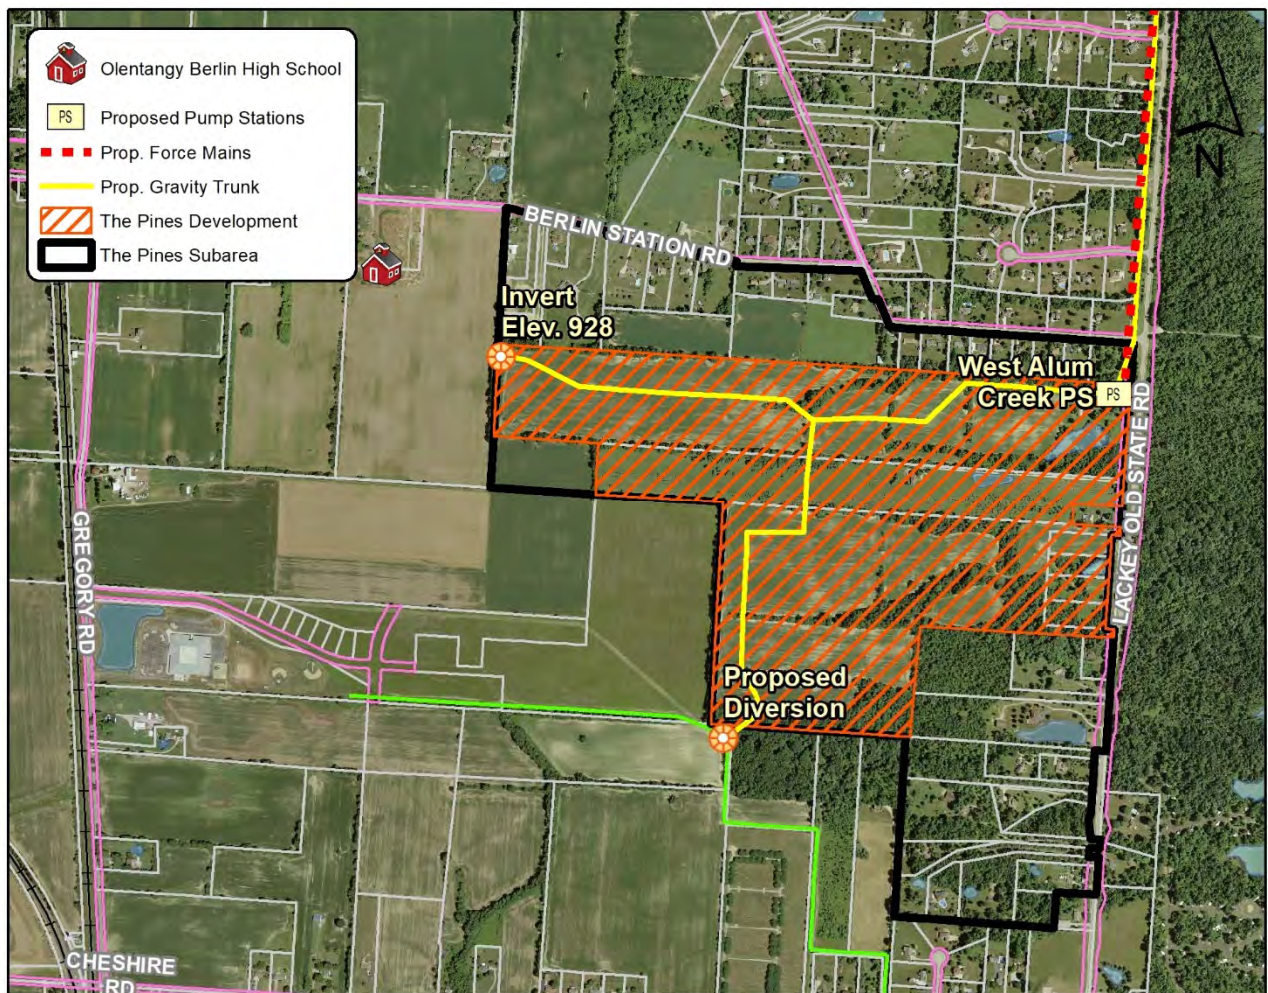 Olentangy Berlin High School
PS
Proposed Pump Stations
Prop. Force Mains
Prop. Gravity Trunk
The Pines Development
The Pines Subarea
N
BERLIN STATION RD
Invert
Elev. 928
West Alum
Creek PS
PS
LACKEY OLD STATE RD
GREGORY RD
Proposed
Diversion
CHESHIRE
RD